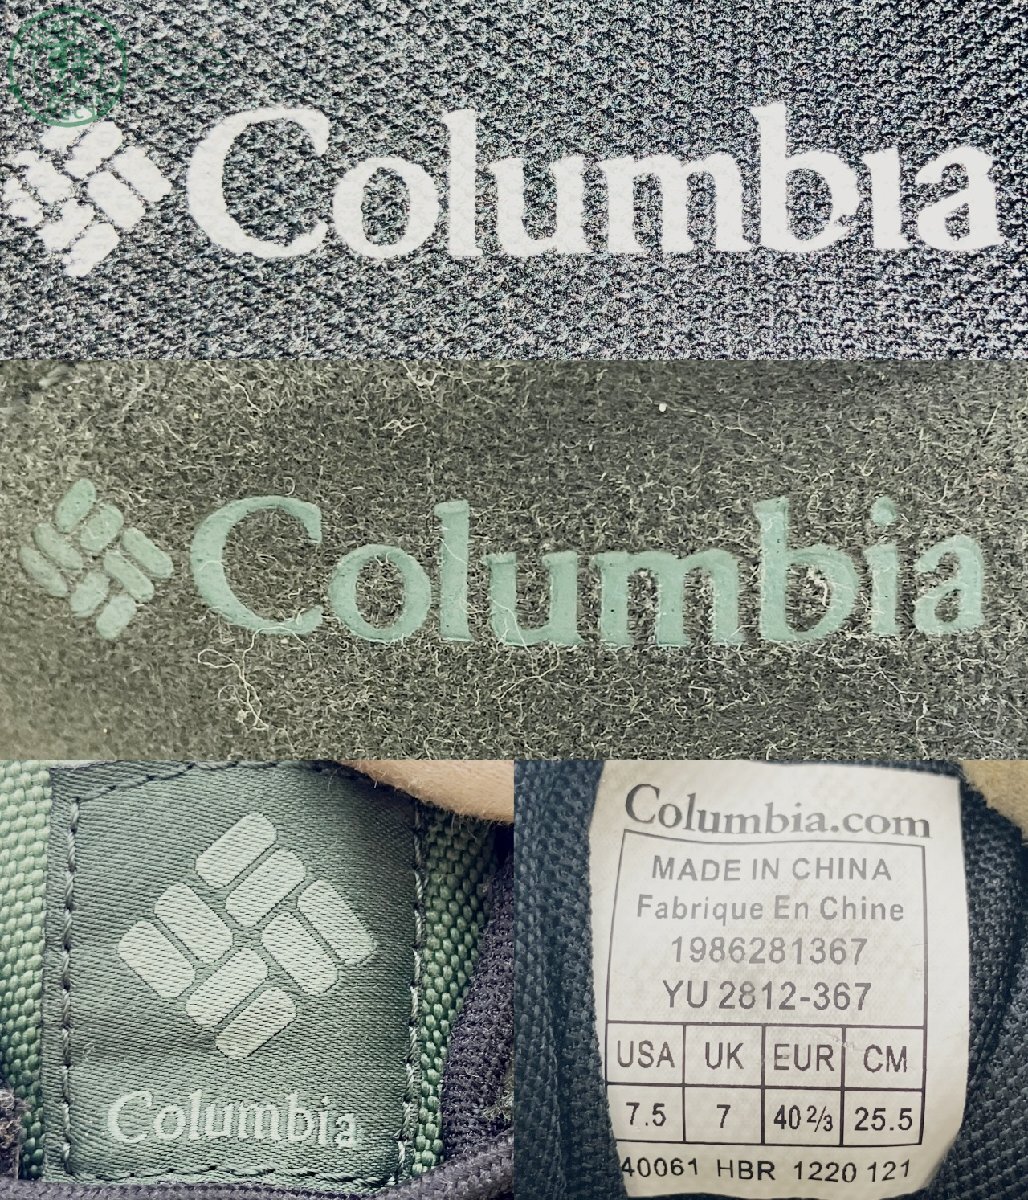 Columbia
Columbia
Columbia
Columbia.com
MADE IN CHINA
Fabrique En Chine
1986281367
YU 2812-367
USA UK EUR CM
7.5 7 40 2/3 25.5
40061 HBR 1220 121